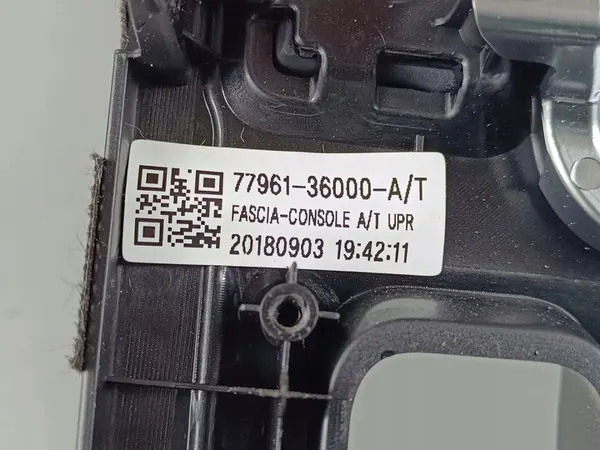 77961-36000-A/T
FASCIA-CONSOLE A/T UPR
20180903 19:42:11